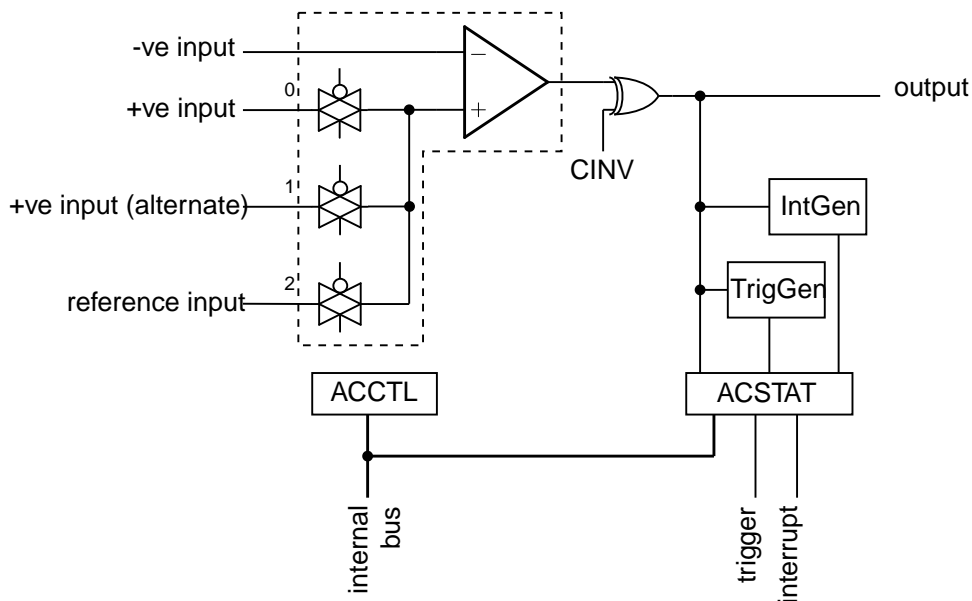 -ve input
−
output
0
+ve input
+
CINV
1
+ve input (alternate)
IntGen
2
reference input
TrigGen
ACCTL
ACSTAT
internal
bus
trigger
interrupt